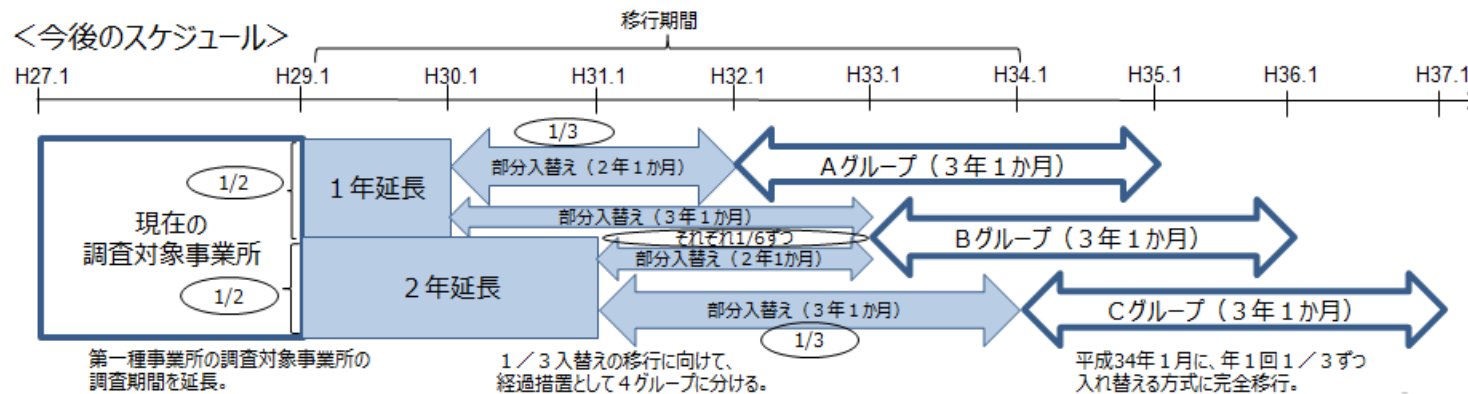 移行期間
＜今後のスケジュール＞
H27.1 H29.1 H30.1 H31.1 H32.1 H33.1 H34.1 H35.1 H36.1 H37.1
1/3
部分入替え（２年１か月）
Ａグループ（３年１か月）
1/2
１年延長
部分入替え（３年１か月）
現在の
調査対象事業所
それぞれ1/6ずつ
Ｂグループ（３年１か月）
部分入替え（２年1か月）
1/2
２年延長
部分入替え（３年１か月）
Ｃグループ（３年１か月）
1/3
第一種事業所の調査対象事業所の
調査期間を延長。
１／３入替えの移行に向けて、
経過措置として４グループに分ける。
平成34年１月に、年１回１／３ずつ
入れ替える方式に完全移行。